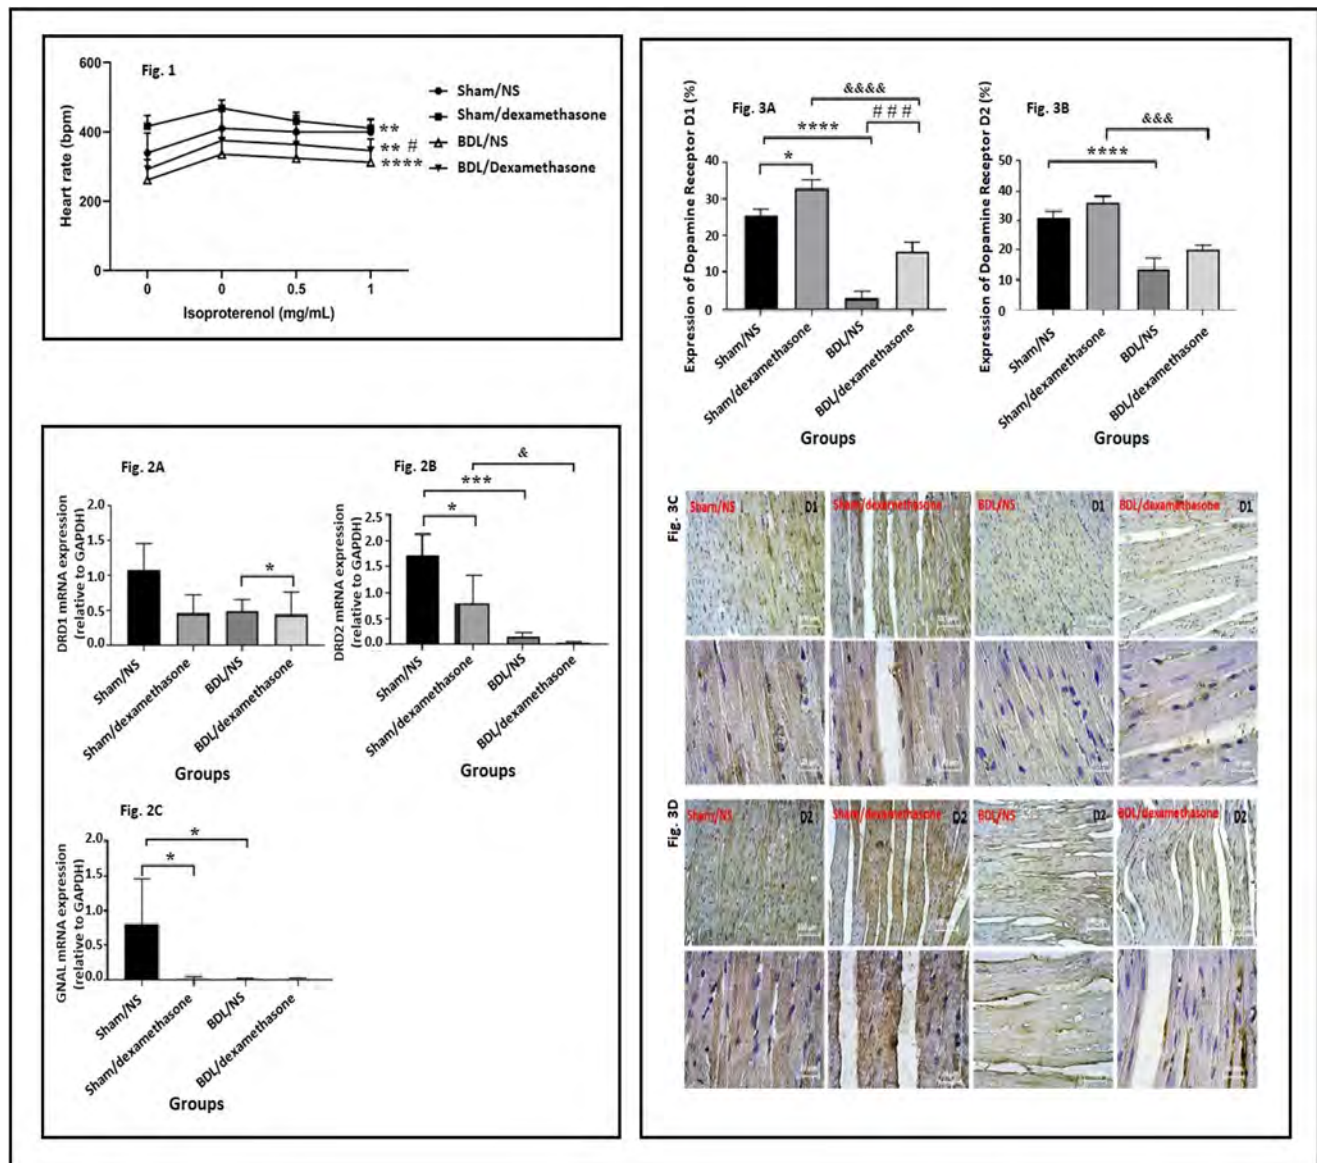 Fig. 1
Heart rate (bpm)
600
400
200
0
** 
** #
****
Sham/NS
Sham/dexamethasone
BDL/NS
BDL/Dexamethasone
0 0 0.5 1
Isoproterenol (mg/mL)
Fig. 2A
DRD1 mRNA expression
(relative to GAPDH)
2.0
1.5
1.0
0.5
0.0
*
Sham/NS
Sham/dexamethasone
BDL/NS
BDL/dexamethasone
Groups
Fig. 2B
DRD2 mRNA expression
(relative to GAPDH)
2.5
2.0
1.5
1.0
0.5
0.0
&
***
*
Sham/NS
Sham/dexamethasone
BDL/NS
BDL/dexamethasone
Groups
Fig. 2C
GNAL mRNA expression
(relative to GAPDH)
2.0
1.5
1.0
0.5
0.0
*
*
Sham/NS
Sham/dexamethasone
BDL/NS
BDL/dexamethasone
Groups
Fig. 3A
Expression of Dopamine Receptor D1 (%)
40
30
20
10
0
&&&&
###
****
*
Sham/NS
Sham/dexamethasone
BDL/NS
BDL/dexamethasone
Groups
Fig. 3B
Expression of Dopamine Receptor D2 (%)
50
40
30
20
10
0
&&&
****
Sham/NS
Sham/dexamethasone
BDL/NS
BDL/dexamethasone
Groups
Fig. 3C
Sham/NS D1
Sham/dexamethasone D1
BDL/NS D1
BDL/daxamethasone D1
Fig. 3D
Sham/NS D2
Sham/dexamethasone D2
BDL/NS D2
BDL/dexamethasone D2